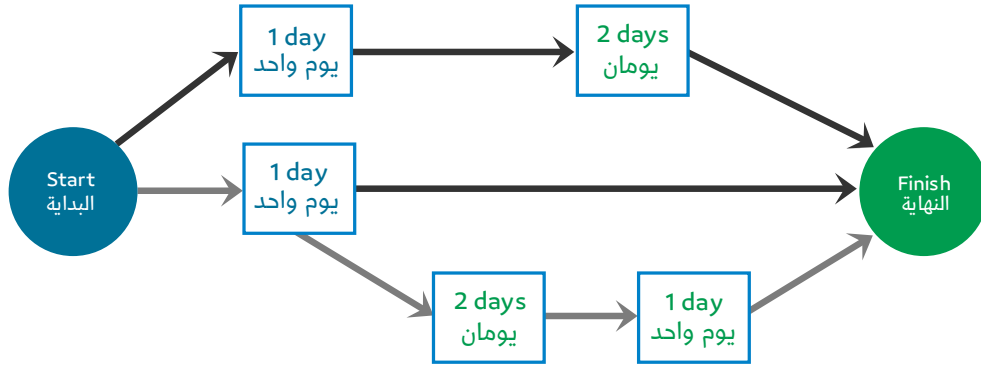 1 day
يوم واحد
2 days
يومان
Start
البداية
1 day
يوم واحد
Finish
النهاية
2 days
يومان
1 day
يوم واحد